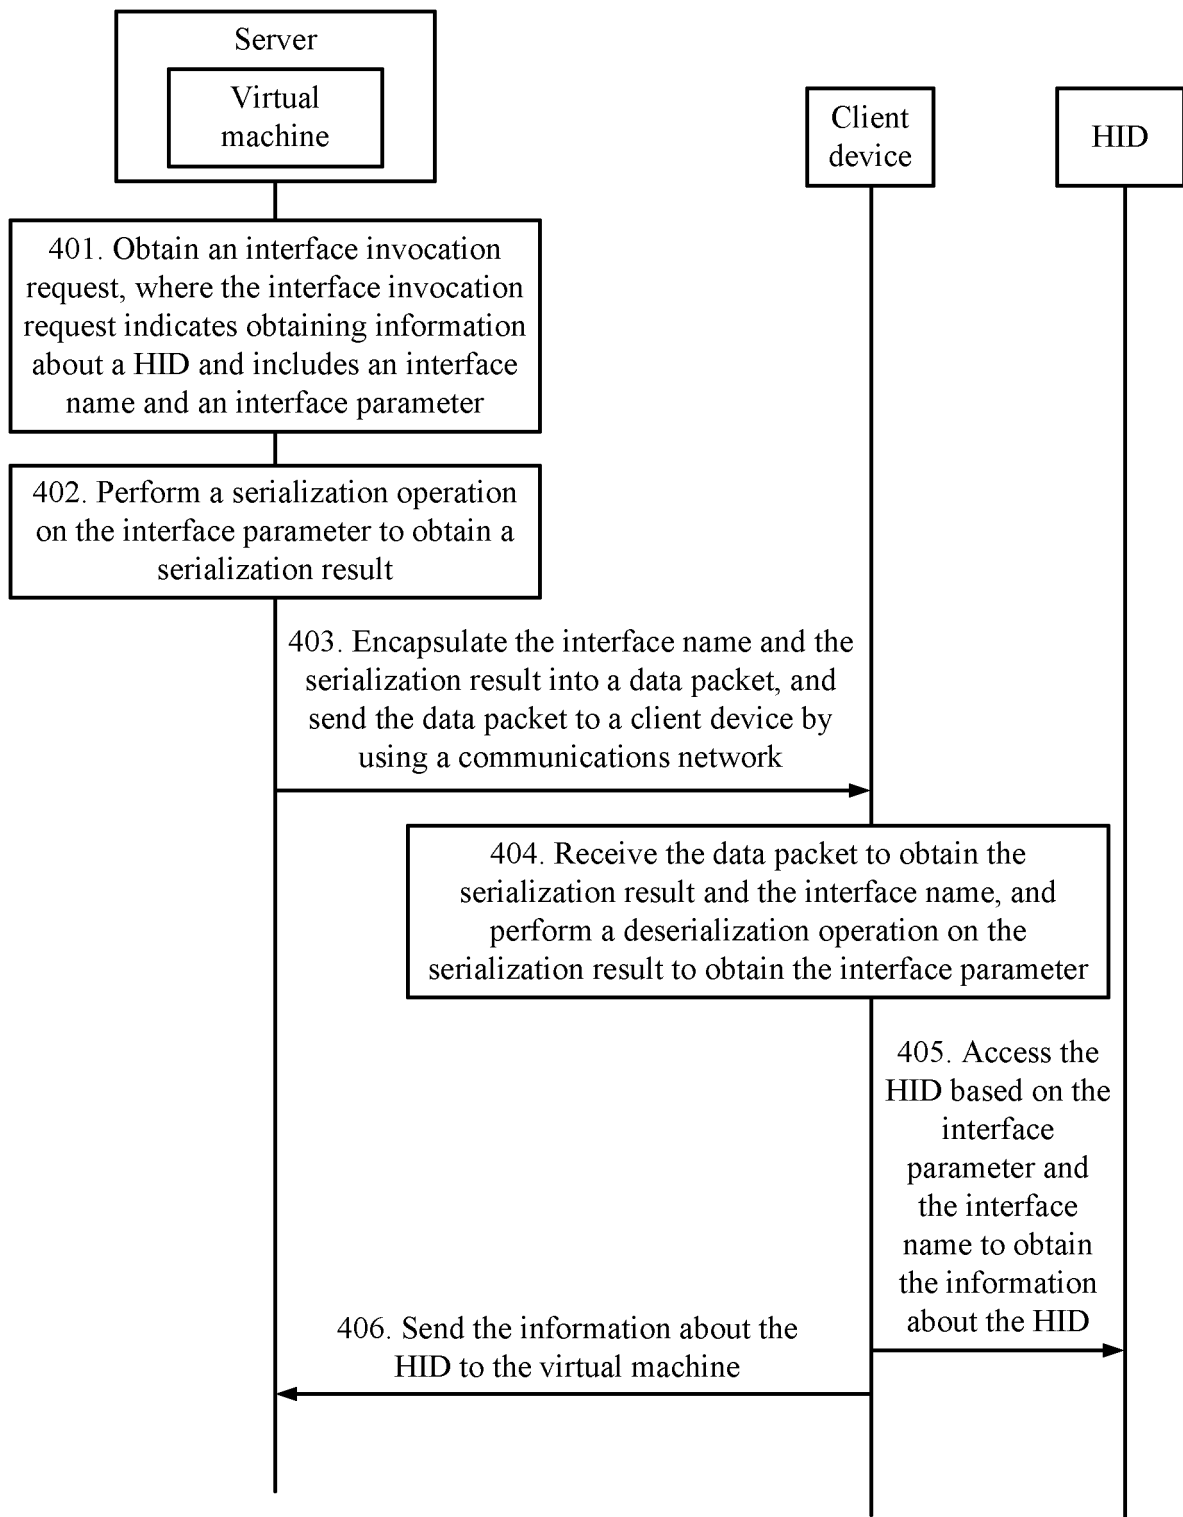 Server
Virtual
machine
Client
device
HID
401. Obtain an interface invocation
request, where the interface invocation
request indicates obtaining information
about a HID and includes an interface
name and an interface parameter
402. Perform a serialization operation
on the interface parameter to obtain a
serialization result
403. Encapsulate the interface name and the
serialization result into a data packet, and
send the data packet to a client device by
using a communications network
404. Receive the data packet to obtain the
serialization result and the interface name, and
perform a deserialization operation on the
serialization result to obtain the interface parameter
405. Access the
HID based on the
interface
parameter and
the interface
name to obtain
the information
about the HID
406. Send the information about the
HID to the virtual machine